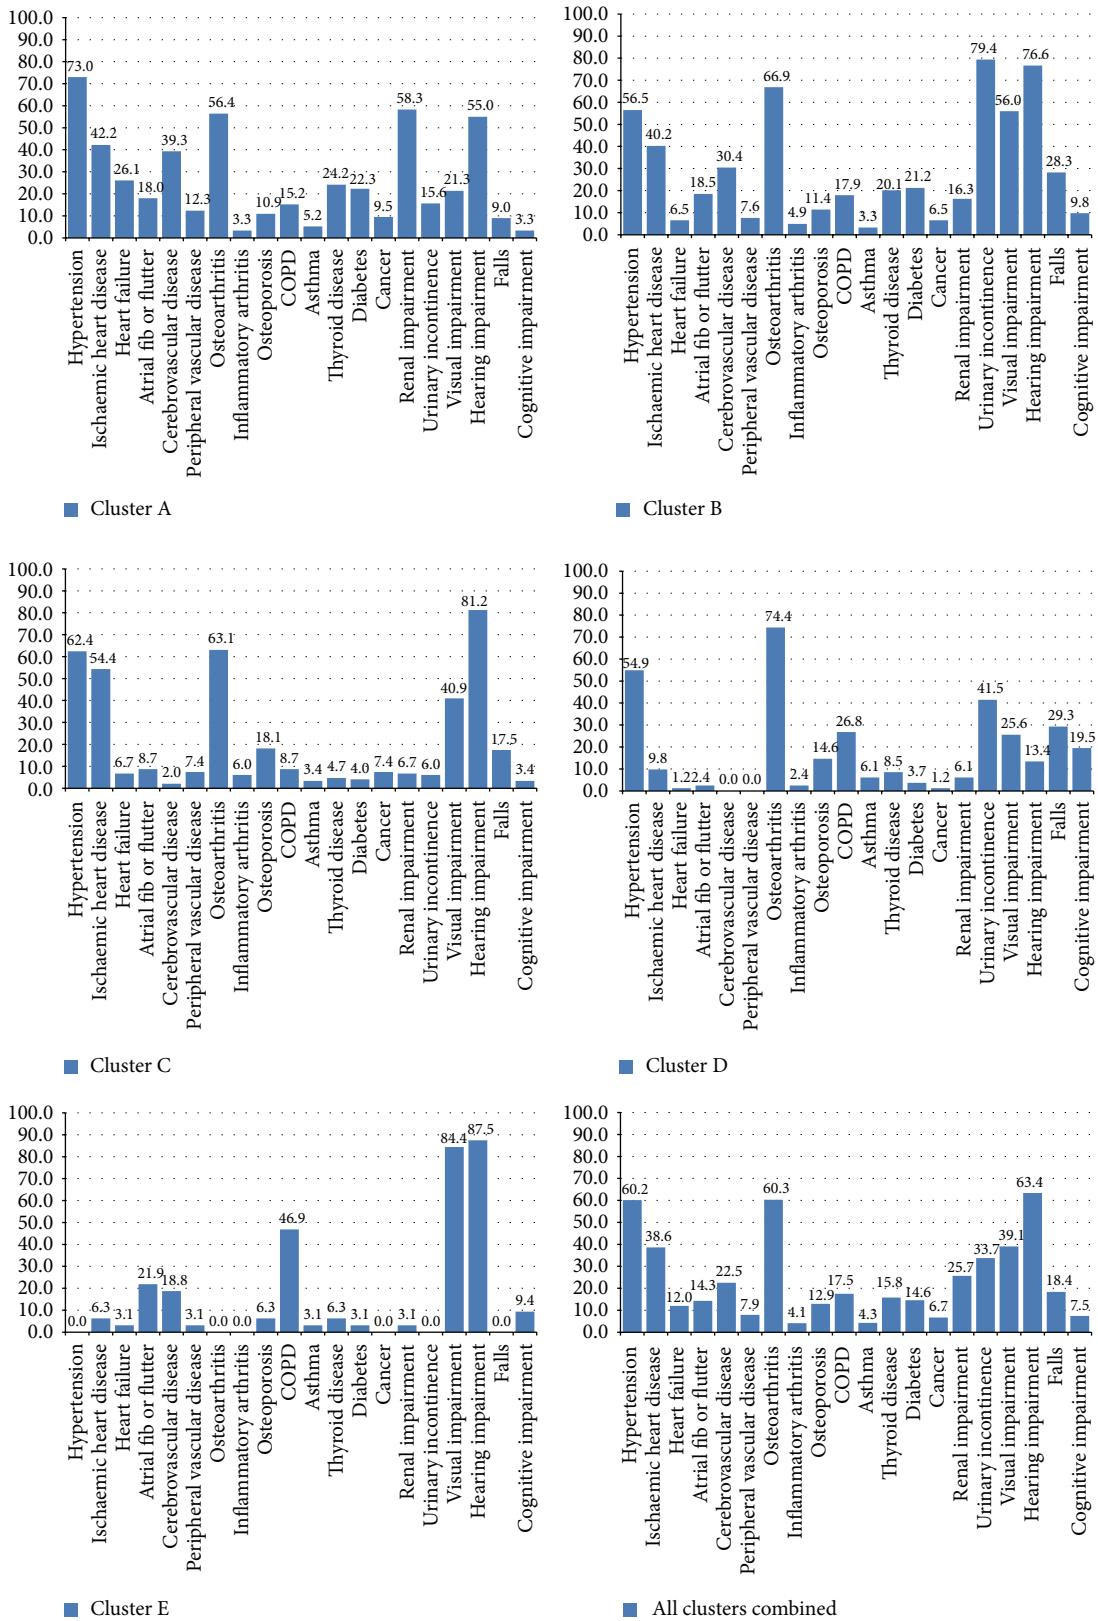 100.0
90.0
80.0
70.0
60.0
50.0
40.0
30.0
20.0
10.0
0.0
73.0
42.2
26.1
18.0
39.3
12.3
56.4
3.3
10.9
15.2
5.2
24.2
22.3
9.5
58.3
15.6
21.3
55.0
9.0
3.3
Hypertension
Ischaemic heart disease
Heart failure
Atrial fib or flutter
Cerebrovascular disease
Peripheral vascular disease
Osteoarthritis
Inflammatory arthritis
Osteoporosis
COPD
Asthma
Thyroid disease
Diabetes
Cancer
Renal impairment
Urinary incontinence
Visual impairment
Hearing impairment
Falls
Cognitive impairment
Cluster A
100.0
90.0
80.0
70.0
60.0
50.0
40.0
30.0
20.0
10.0
0.0
56.5
40.2
6.5
18.5
30.4
7.6
66.9
4.9
11.4
17.9
3.3
20.1
21.2
6.5
16.3
79.4
56.0
76.6
28.3
9.8
Hypertension
Ischaemic heart disease
Heart failure
Atrial fib or flutter
Cerebrovascular disease
Peripheral vascular disease
Osteoarthritis
Inflammatory arthritis
Osteoporosis
COPD
Asthma
Thyroid disease
Diabetes
Cancer
Renal impairment
Urinary incontinence
Visual impairment
Hearing impairment
Falls
Cognitive impairment
Cluster B
100.0
90.0
80.0
70.0
60.0
50.0
40.0
30.0
20.0
10.0
0.0
62.4
54.4
6.7
8.7
2.0
7.4
63.1
6.0
18.1
8.7
3.4
4.7
4.0
7.4
6.7
6.0
40.9
81.2
17.5
3.4
Hypertension
Ischaemic heart disease
Heart failure
Atrial fib or flutter
Cerebrovascular disease
Peripheral vascular disease
Osteoarthritis
Inflammatory arthritis
Osteoporosis
COPD
Asthma
Thyroid disease
Diabetes
Cancer
Renal impairment
Urinary incontinence
Visual impairment
Hearing impairment
Falls
Cognitive impairment
Cluster C
100.0
90.0
80.0
70.0
60.0
50.0
40.0
30.0
20.0
10.0
0.0
54.9
9.8
1.2
2.4
0.0
0.0
74.4
2.4
14.6
26.8
6.1
8.5
3.7
1.2
6.1
41.5
25.6
13.4
29.3
19.5
Hypertension
Ischaemic heart disease
Heart failure
Atrial fib or flutter
Cerebrovascular disease
Peripheral vascular disease
Osteoarthritis
Inflammatory arthritis
Osteoporosis
COPD
Asthma
Thyroid disease
Diabetes
Cancer
Renal impairment
Urinary incontinence
Visual impairment
Hearing impairment
Falls
Cognitive impairment
Cluster D
100.0
90.0
80.0
70.0
60.0
50.0
40.0
30.0
20.0
10.0
0.0
0.0
6.3
3.1
21.9
18.8
3.1
0.0
0.0
6.3
46.9
3.1
6.3
3.1
0.0
3.1
0.0
84.4
87.5
0.0
9.4
Hypertension
Ischaemic heart disease
Heart failure
Atrial fib or flutter
Cerebrovascular disease
Peripheral vascular disease
Osteoarthritis
Inflammatory arthritis
Osteoporosis
COPD
Asthma
Thyroid disease
Diabetes
Cancer
Renal impairment
Urinary incontinence
Visual impairment
Hearing impairment
Falls
Cognitive impairment
Cluster E
100.0
90.0
80.0
70.0
60.0
50.0
40.0
30.0
20.0
10.0
0.0
60.2
38.6
12.0
14.3
22.5
7.9
60.3
4.1
12.9
17.5
4.3
15.8
14.6
6.7
25.7
33.7
39.1
63.4
18.4
7.5
Hypertension
Ischaemic heart disease
Heart failure
Atrial fib or flutter
Cerebrovascular disease
Peripheral vascular disease
Osteoarthritis
Inflammatory arthritis
Osteoporosis
COPD
Asthma
Thyroid disease
Diabetes
Cancer
Renal impairment
Urinary incontinence
Visual impairment
Hearing impairment
Falls
Cognitive impairment
All clusters combined